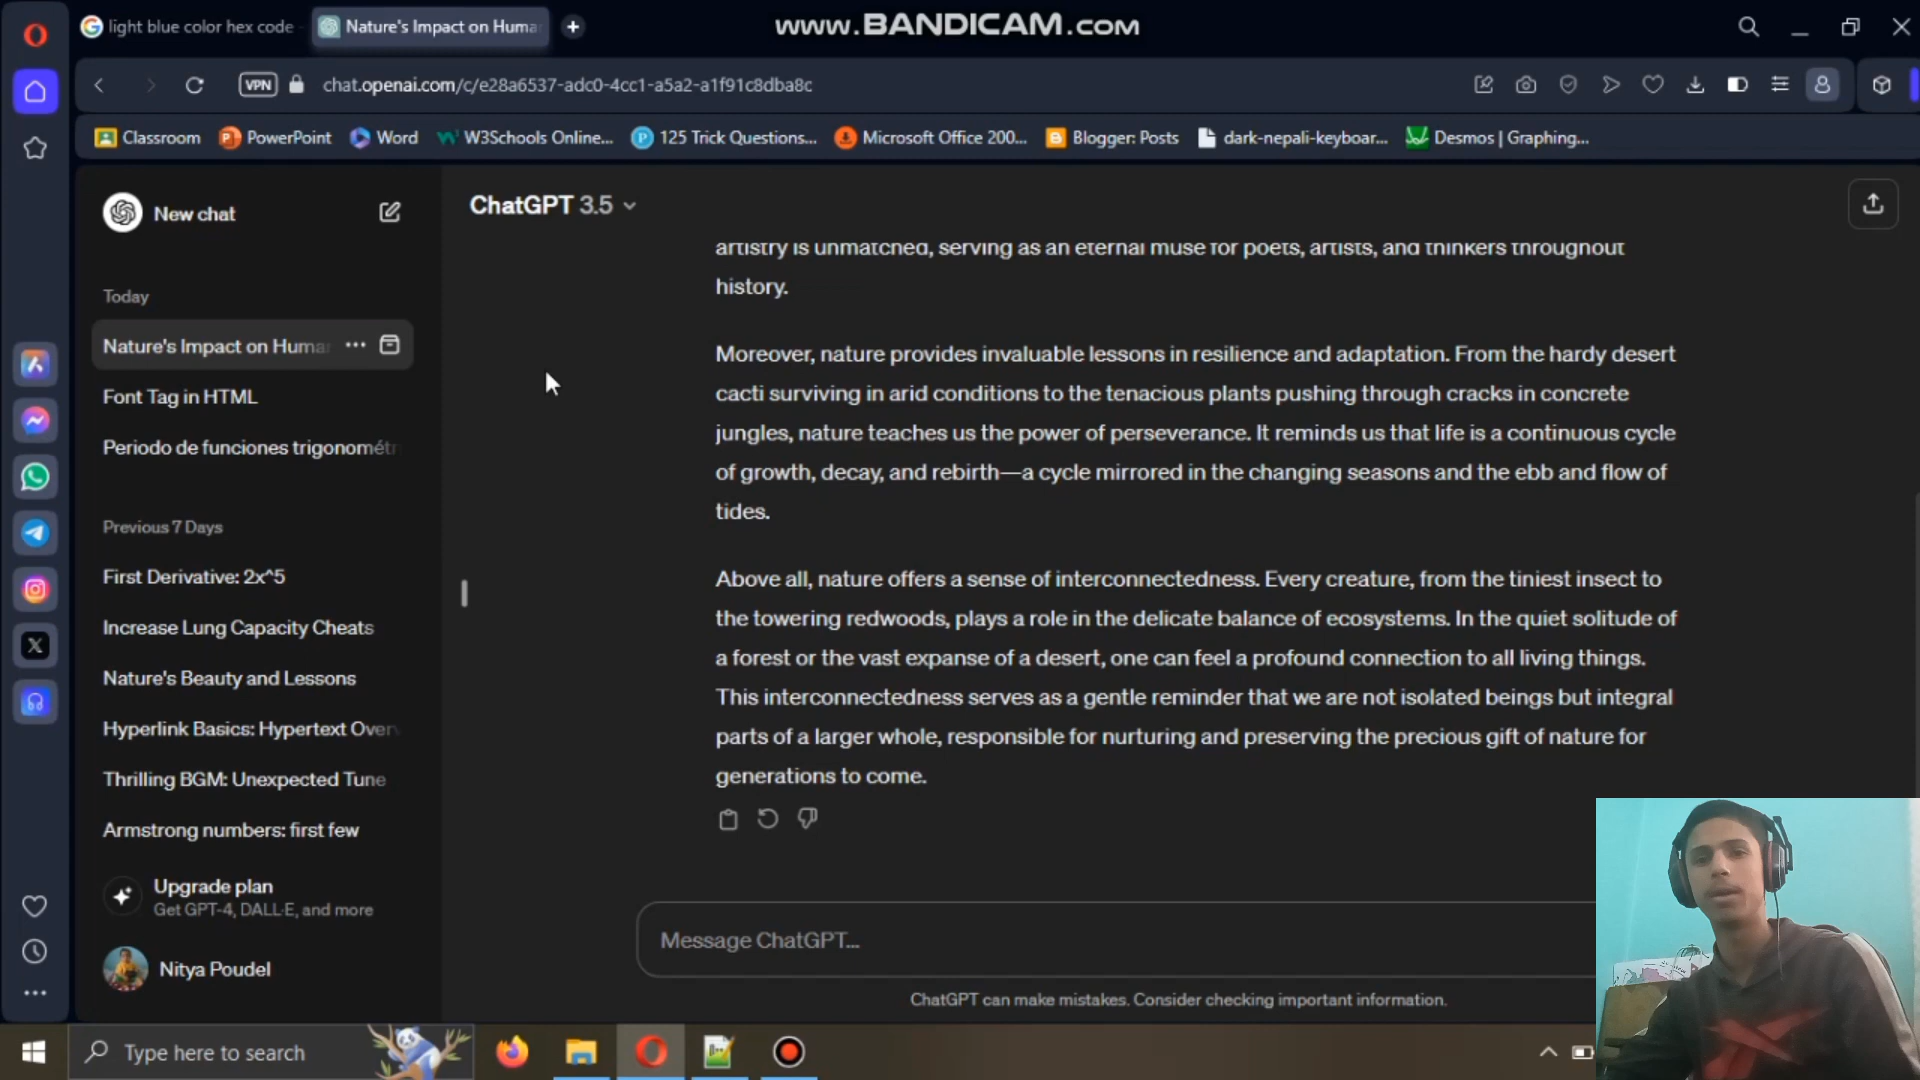 light blue color hex code
Nature's Impact on Huma
www.BANDICAM.com
VPN
chat.openai.com/c/e28a6537-adc0-4cc1-a5a2-a1f91c8dba8c
Classroom
PowerPoint
Word
W3Schools Online...
125 Trick Questions...
Microsoft Office 200...
Blogger: Posts
dark-nepali-keyboar...
Desmos | Graphing...
New chat
Today
Nature's Impact on Huma
Font Tag in HTML
Periodo de funciones trigonométr
Previous 7 Days
First Derivative: 2x^5
Increase Lung Capacity Cheats
Nature's Beauty and Lessons
Hyperlink Basics: Hypertext Over
Thrilling BGM: Unexpected Tune
Armstrong numbers: first few
Upgrade plan
Get GPT-4, DALL·E, and more
Nitya Poudel
ChatGPT 3.5
artistry is unmatched, serving as an eternal muse for poets, artists, and thinkers throughout
history.
Moreover, nature provides invaluable lessons in resilience and adaptation. From the hardy desert
cacti surviving in arid conditions to the tenacious plants pushing through cracks in concrete
jungles, nature teaches us the power of perseverance. It reminds us that life is a continuous cycle
of growth, decay, and rebirth—a cycle mirrored in the changing seasons and the ebb and flow of
tides.
Above all, nature offers a sense of interconnectedness. Every creature, from the tiniest insect to
the towering redwoods, plays a role in the delicate balance of ecosystems. In the quiet solitude of
a forest or the vast expanse of a desert, one can feel a profound connection to all living things.
This interconnectedness serves as a gentle reminder that we are not isolated beings but integral
parts of a larger whole, responsible for nurturing and preserving the precious gift of nature for
generations to come.
Message ChatGPT...
ChatGPT can make mistakes. Consider checking important information.
Type here to search